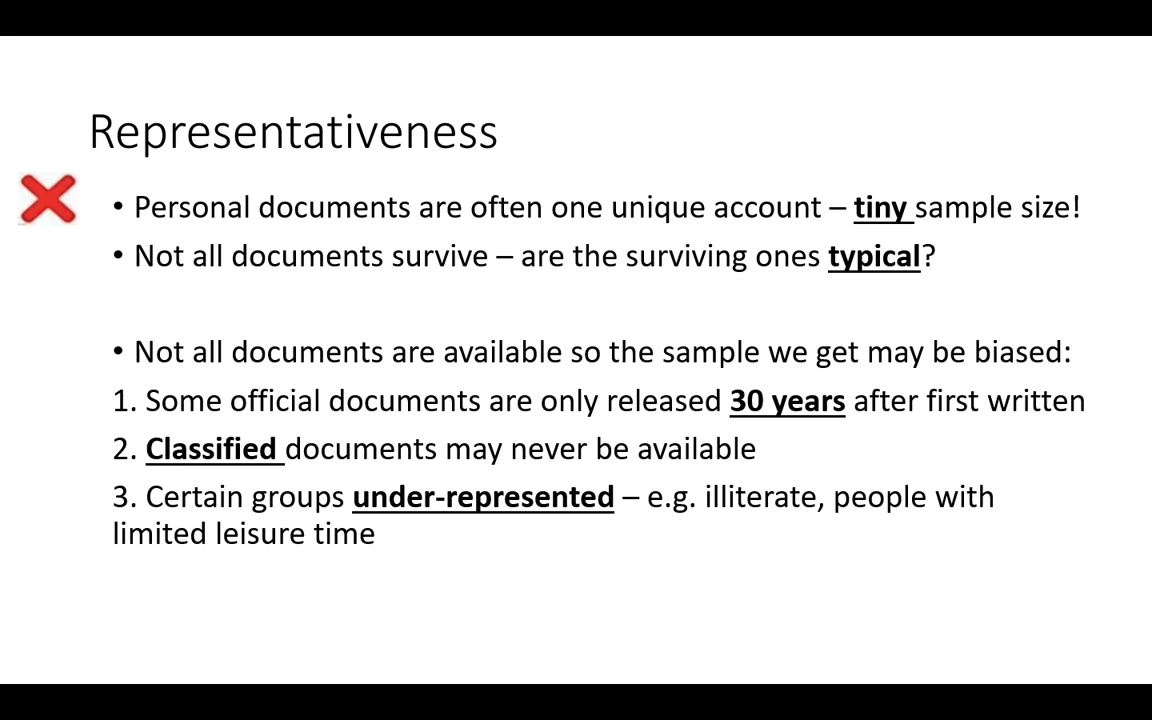 Representativeness
• Personal documents are often one unique account – tiny sample size!
• Not all documents survive – are the surviving ones typical?
• Not all documents are available so the sample we get may be biased:
1. Some official documents are only released 30 years after first written
2. Classified documents may never be available
3. Certain groups under-represented – e.g. illiterate, people with
limited leisure time